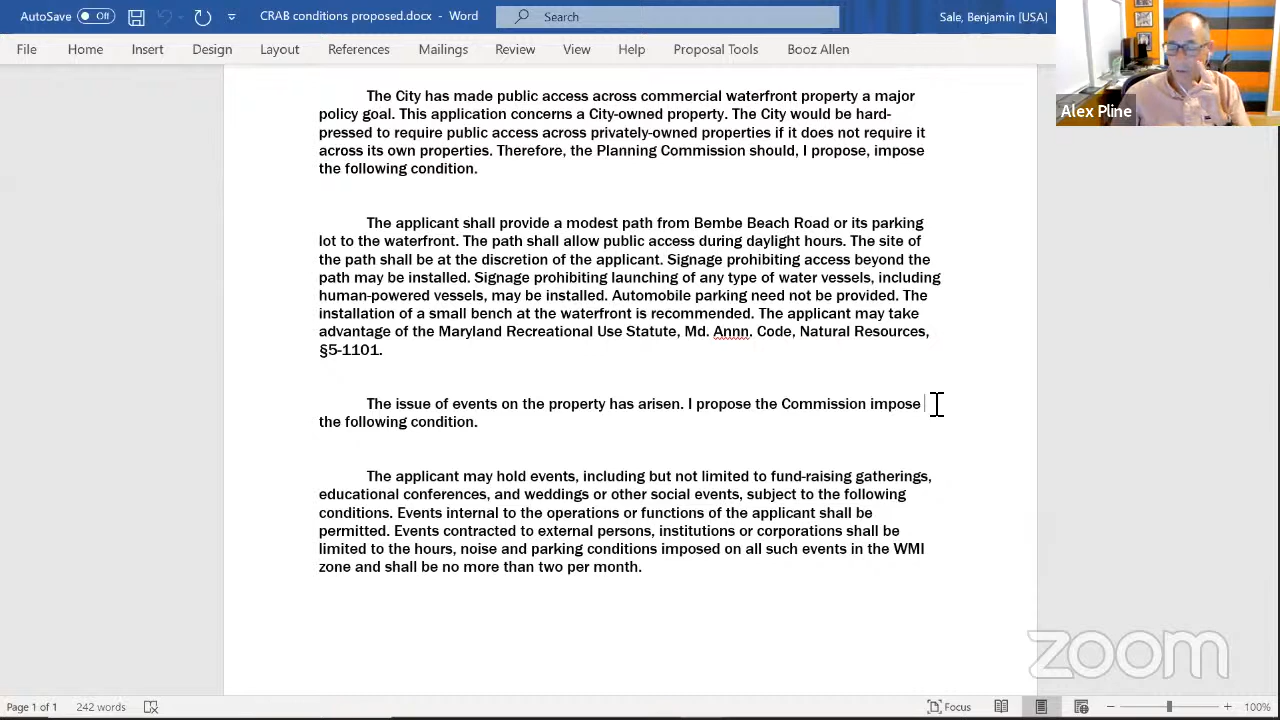 AutoSave Off CRAB conditions proposed.docx - Word Search Sale, Benjamin [USA]
File Home Insert Design Layout References Mailings Review View Help Proposal Tools Booz Allen
Alex Pline
The City has made public access across commercial waterfront property a major
policy goal. This application concerns a City-owned property. The City would be hard-
pressed to require public access across privately-owned properties if it does not require it
across its own properties. Therefore, the Planning Commission should, I propose, impose
the following condition.
The applicant shall provide a modest path from Bembe Beach Road or its parking
lot to the waterfront. The path shall allow public access during daylight hours. The site of
the path shall be at the discretion of the applicant. Signage prohibiting access beyond the
path may be installed. Signage prohibiting launching of any type of water vessels, including
human-powered vessels, may be installed. Automobile parking need not be provided. The
installation of a small bench at the waterfront is recommended. The applicant may take
advantage of the Maryland Recreational Use Statute, Md. Annn. Code, Natural Resources,
§5-1101.
The issue of events on the property has arisen. I propose the Commission impose
the following condition.
The applicant may hold events, including but not limited to fund-raising gatherings,
educational conferences, and weddings or other social events, subject to the following
conditions. Events internal to the operations or functions of the applicant shall be
permitted. Events contracted to external persons, institutions or corporations shall be
limited to the hours, noise and parking conditions imposed on all such events in the WMI
zone and shall be no more than two per month.
zoom
Page 1 of 1 242 words Focus 100%